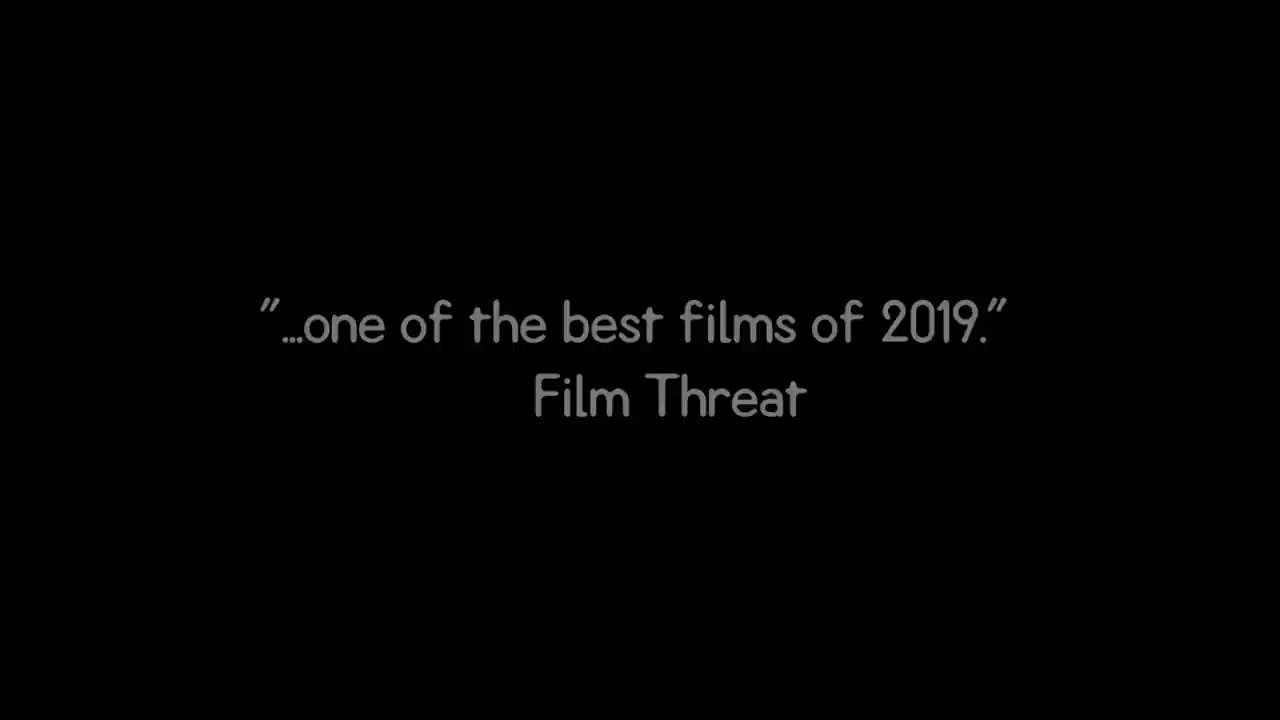 "...one of the best films of 2019."
Film Threat